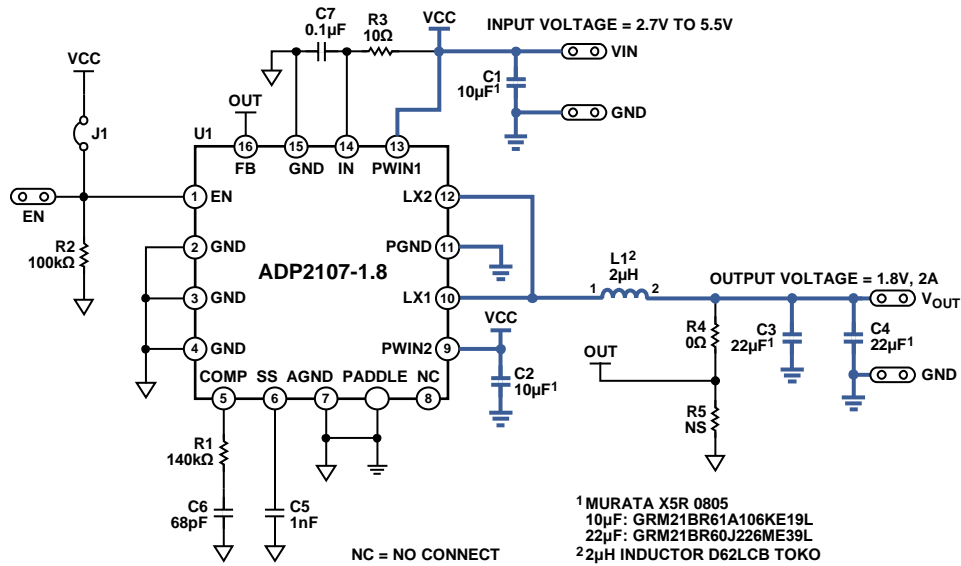 C7
0.1µF
R3
10Ω
VCC
INPUT VOLTAGE = 2.7V TO 5.5V
VIN
C1
10µF¹
GND
VCC
J1
OUT
U1
16
15
14
13
FB
GND
IN
PWIN1
EN
1
EN
R2
100kΩ
2
GND
3
GND
4
GND
ADP2107-1.8
LX2
12
PGND
11
LX1
10
PWIN2
9
COMP
SS
AGND
PADDLE
NC
5
6
7
8
L1²
2µH
1
2
OUTPUT VOLTAGE = 1.8V, 2A
VOUT
VCC
C2
10µF¹
R4
0Ω
C3
22µF¹
C4
22µF¹
GND
OUT
R5
NS
R1
140kΩ
C6
68pF
C5
1nF
NC = NO CONNECT
¹ MURATA X5R 0805
10µF: GRM21BR61A106KE19L
22µF: GRM21BR60J226ME39L
² 2µH INDUCTOR D62LCB TOKO